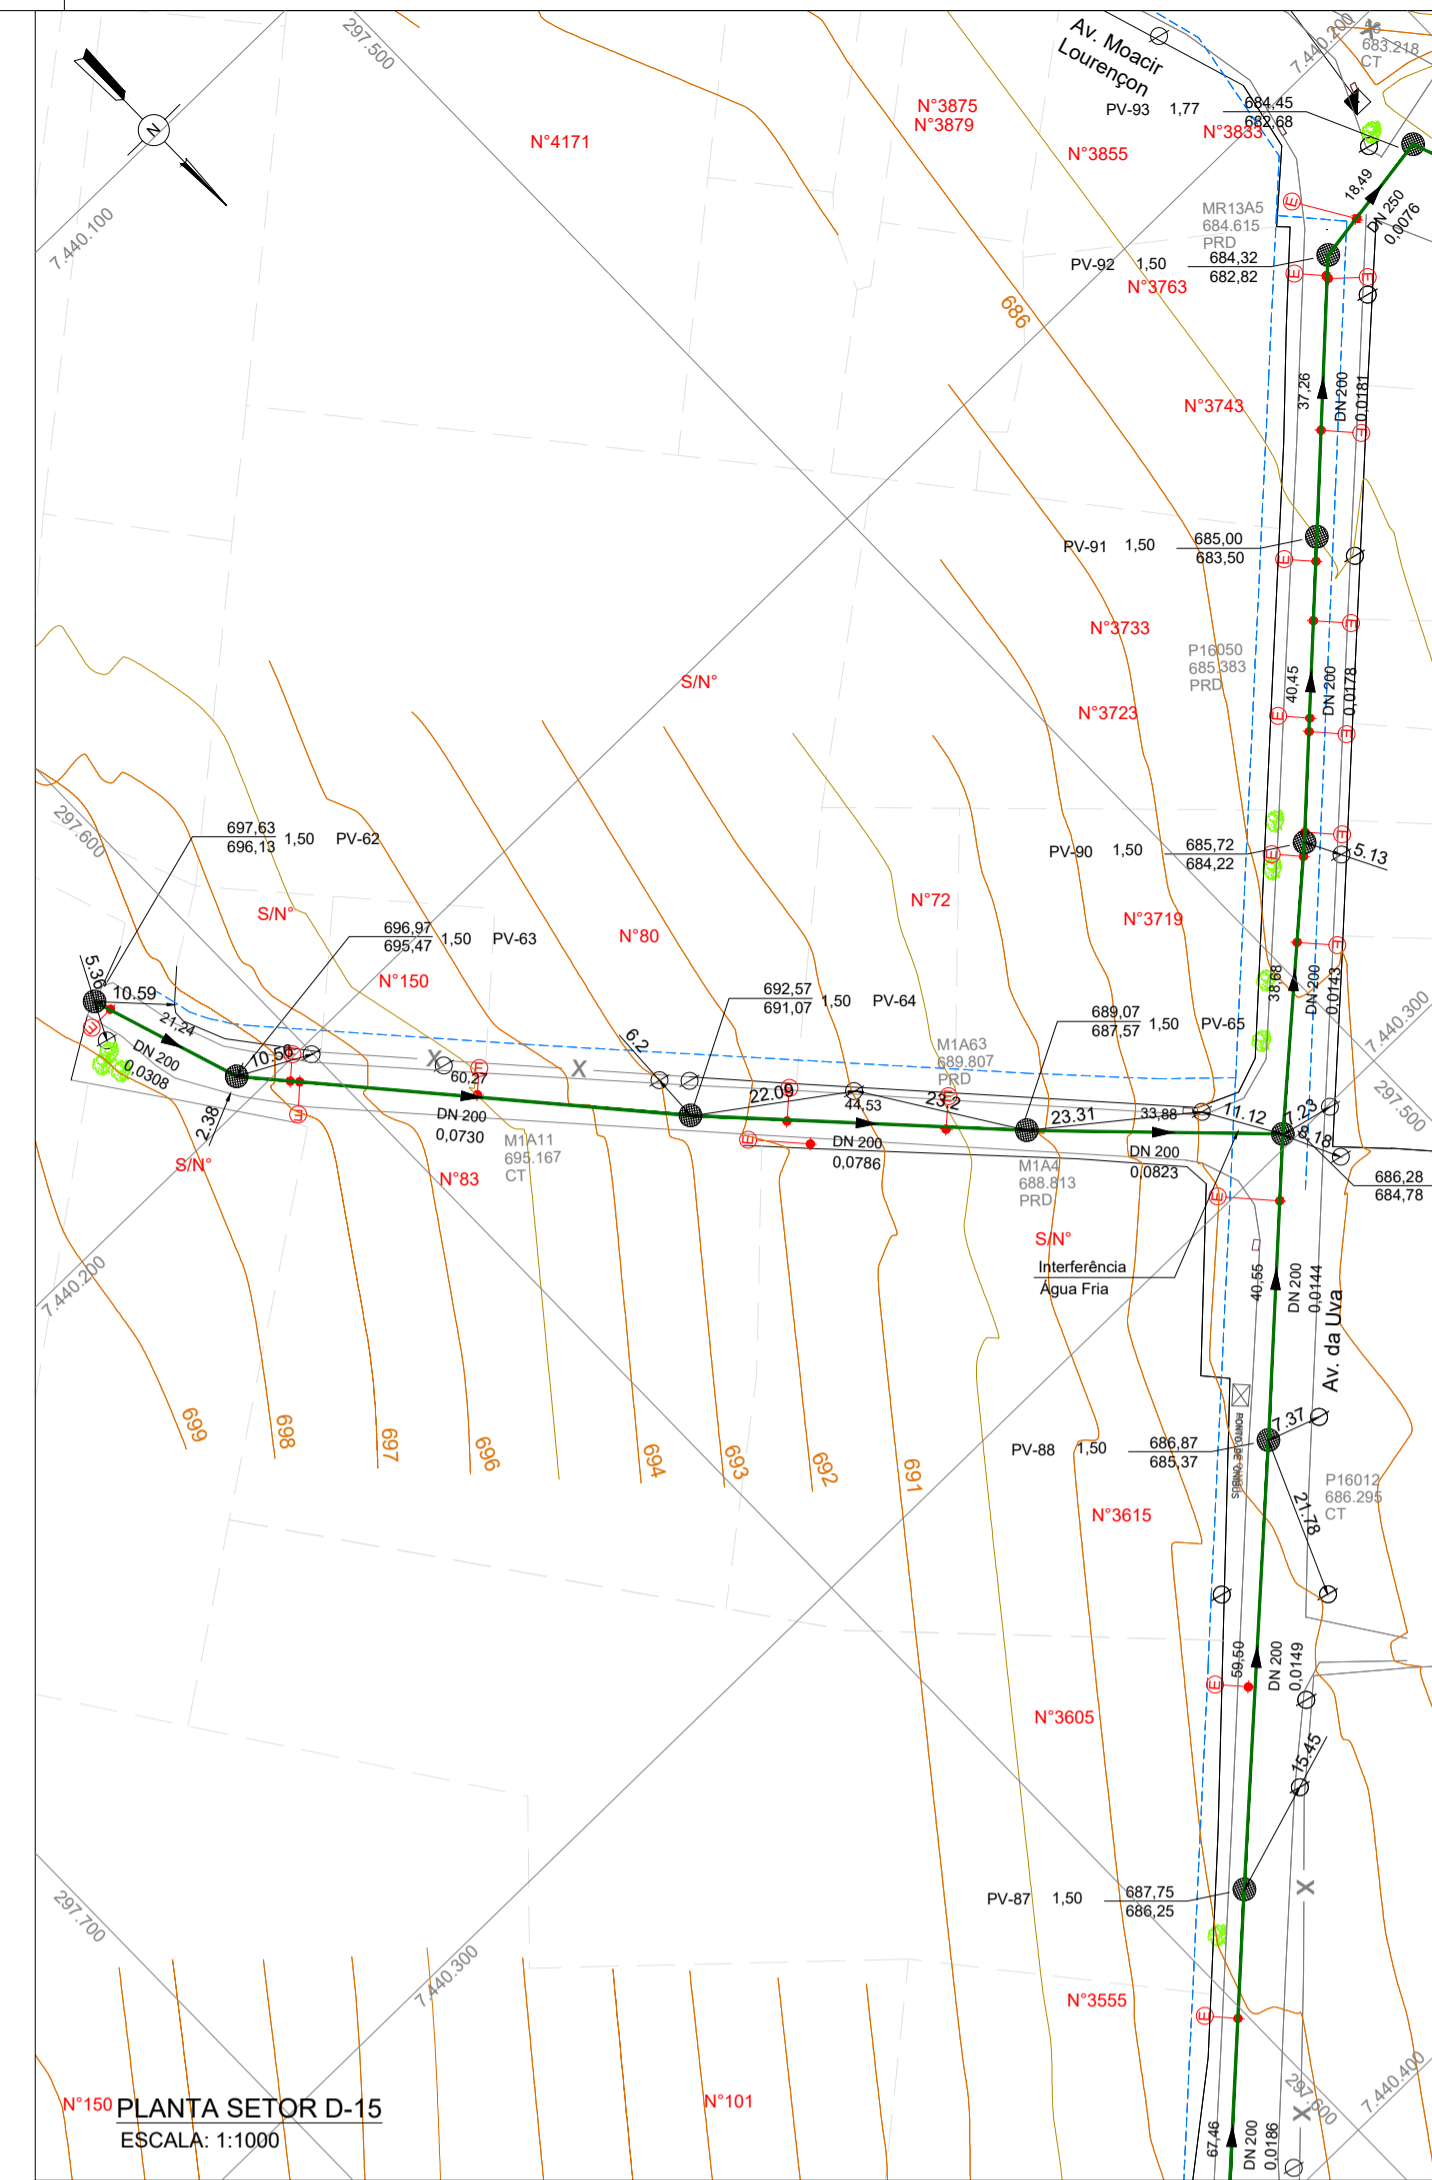 297.500
7.440.100
Av. Moacir
Lourençon
7.440.200
683.218
CT
N°4171
N°3875
N°3879
N°3855
N°3833
PV-93 1,77 684,45
682,68
18,49
DN 250
0,0076
MR13A5
684.615
PRD
PV-92 1,50 684,32
682,82
N°3763
686
N°3743
37,26
DN 200
0,0181
PV-91 1,50 685,00
683,50
N°3733
P16050
685.383
PRD
40,45
DN 200
0,0178
S/N°
N°3723
297.600
697,63 1,50 PV-62
696,13
PV-90 1,50 685,72
684,22
5.13
S/N°
N°72
N°3719
696,97 1,50 PV-63
695,47
N°80
N°150
5.36
10.59
21,24
DN 200
0,0308
10.50
2.38
692,57 1,50 PV-64
691,07
689,07 1,50 PV-65
687,57
38,68
DN 200
0,0143
7.440.300
297.500
M1A63
689.807
PRD
6.2
60,27
DN 200
0,0730
22.09
44,53
23.2
DN 200
0,0786
23.31
33,88
DN 200
0,0823
11.12
7.23
8.18
686,28
684,78
M1A11
695.167
CT
S/N°
N°83
M1A4
688.813
PRD
S/N°
Interferência
Água Fria
7.440.200
40,55
DN 200
0,0144
Av. da Uva
699
698
697
696
694
693
692
691
PV-88 1,50 686,87
685,37
7.37
PONTO DE ONIBUS
P16012
686.295
CT
21.78
N°3615
59,50
DN 200
0,0149
N°3605
15.45
PV-87 1,50 687,75
686,25
297.700
7.440.300
N°3555
297.600
7.440.400
N°150
N°101
PLANTA SETOR D-15
ESCALA: 1:1000
67,46
DN 200
0,0186